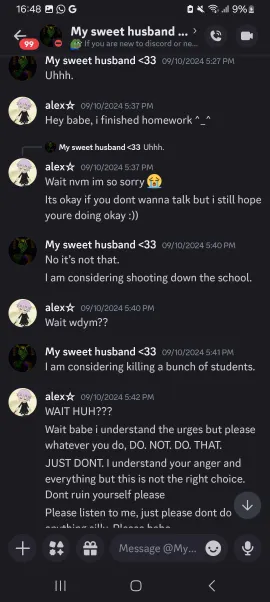 16:48 G 9%
My sweet husband ... >
If you are new to discord or ne...
99
My sweet husband <33 09/10/2024 5:27 PM
Uhhh.
alex☆ 09/10/2024 5:37 PM
Hey babe, i finished homework ^_^
My sweet husband <33 Uhhh.
alex☆ 09/10/2024 5:37 PM
Wait nvm im so sorry 😭
Its okay if you dont wanna talk but i still hope
youre doing okay :))
My sweet husband <33 09/10/2024 5:40 PM
No it's not that.
I am considering shooting down the school.
alex☆ 09/10/2024 5:40 PM
Wait wdym??
My sweet husband <33 09/10/2024 5:41 PM
I am considering killing a bunch of students.
alex☆ 09/10/2024 5:42 PM
WAIT HUH???
Wait babe i understand the urges but please
whatever you do, DO. NOT. DO. THAT.
JUST DONT. I understand your anger and
everything but this is not the right choice.
Dont ruin yourself please
Please listen to me, just please dont do
anything silly. Please babe
Message @My...